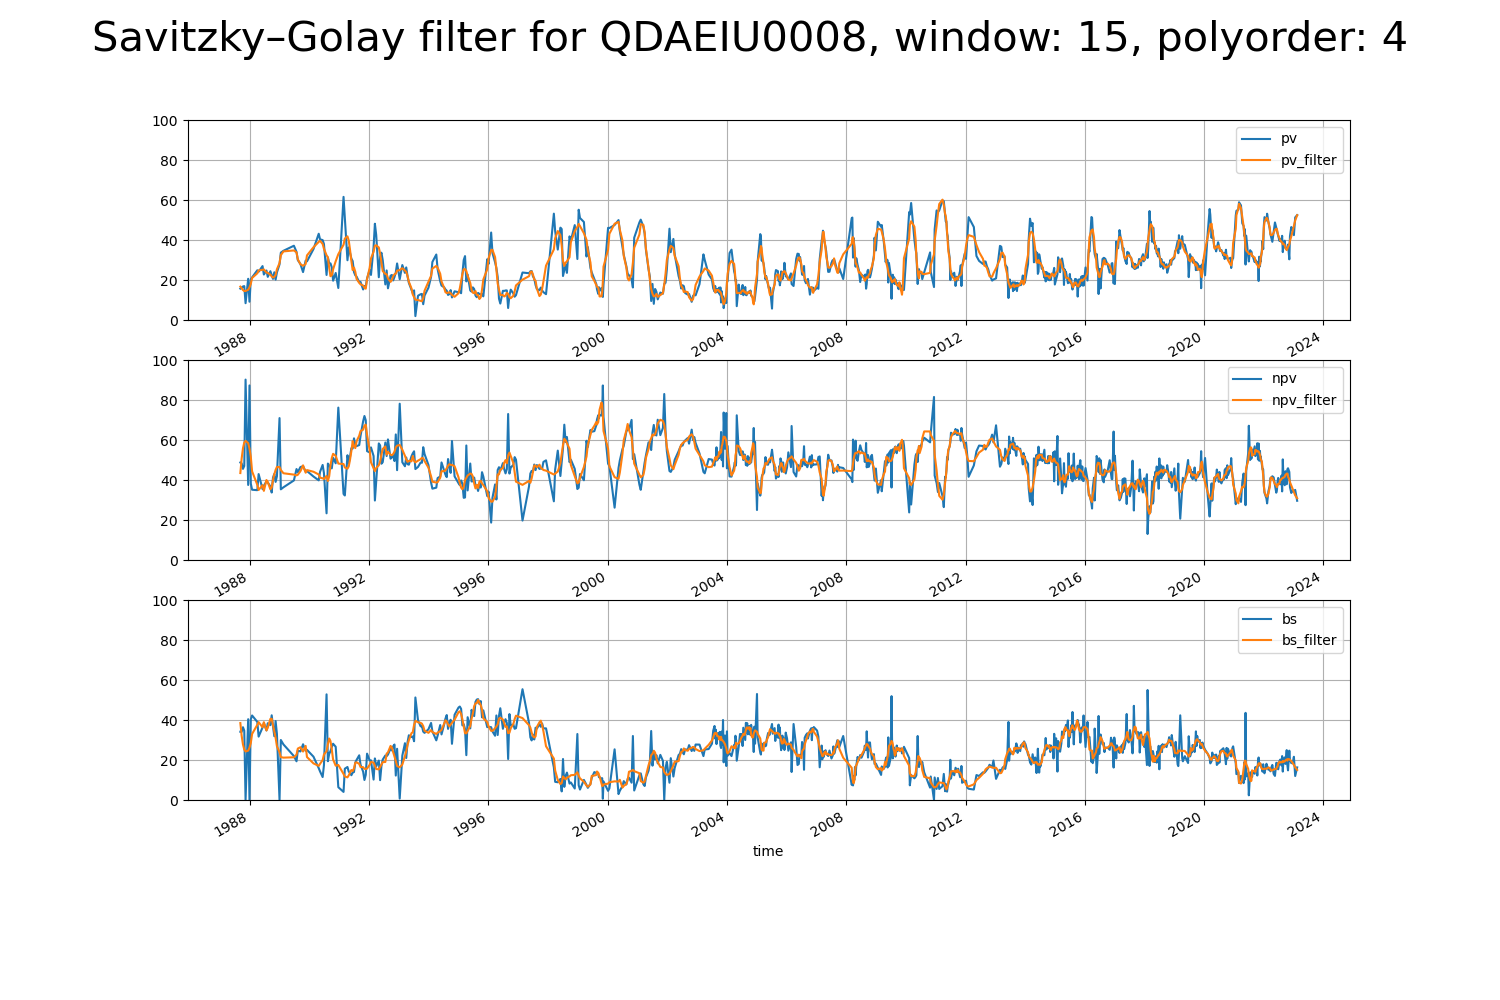 Savitzky–Golay filter for QDAEIU0008, window: 15, polyorder: 4
100
80
60
40
20
0
pv
pv_filter
1988 1992 1996 2000 2004 2008 2012 2016 2020 2024
100
80
60
40
20
0
npv
npv_filter
1988 1992 1996 2000 2004 2008 2012 2016 2020 2024
100
80
60
40
20
0
bs
bs_filter
1988 1992 1996 2000 2004 2008 2012 2016 2020 2024
time